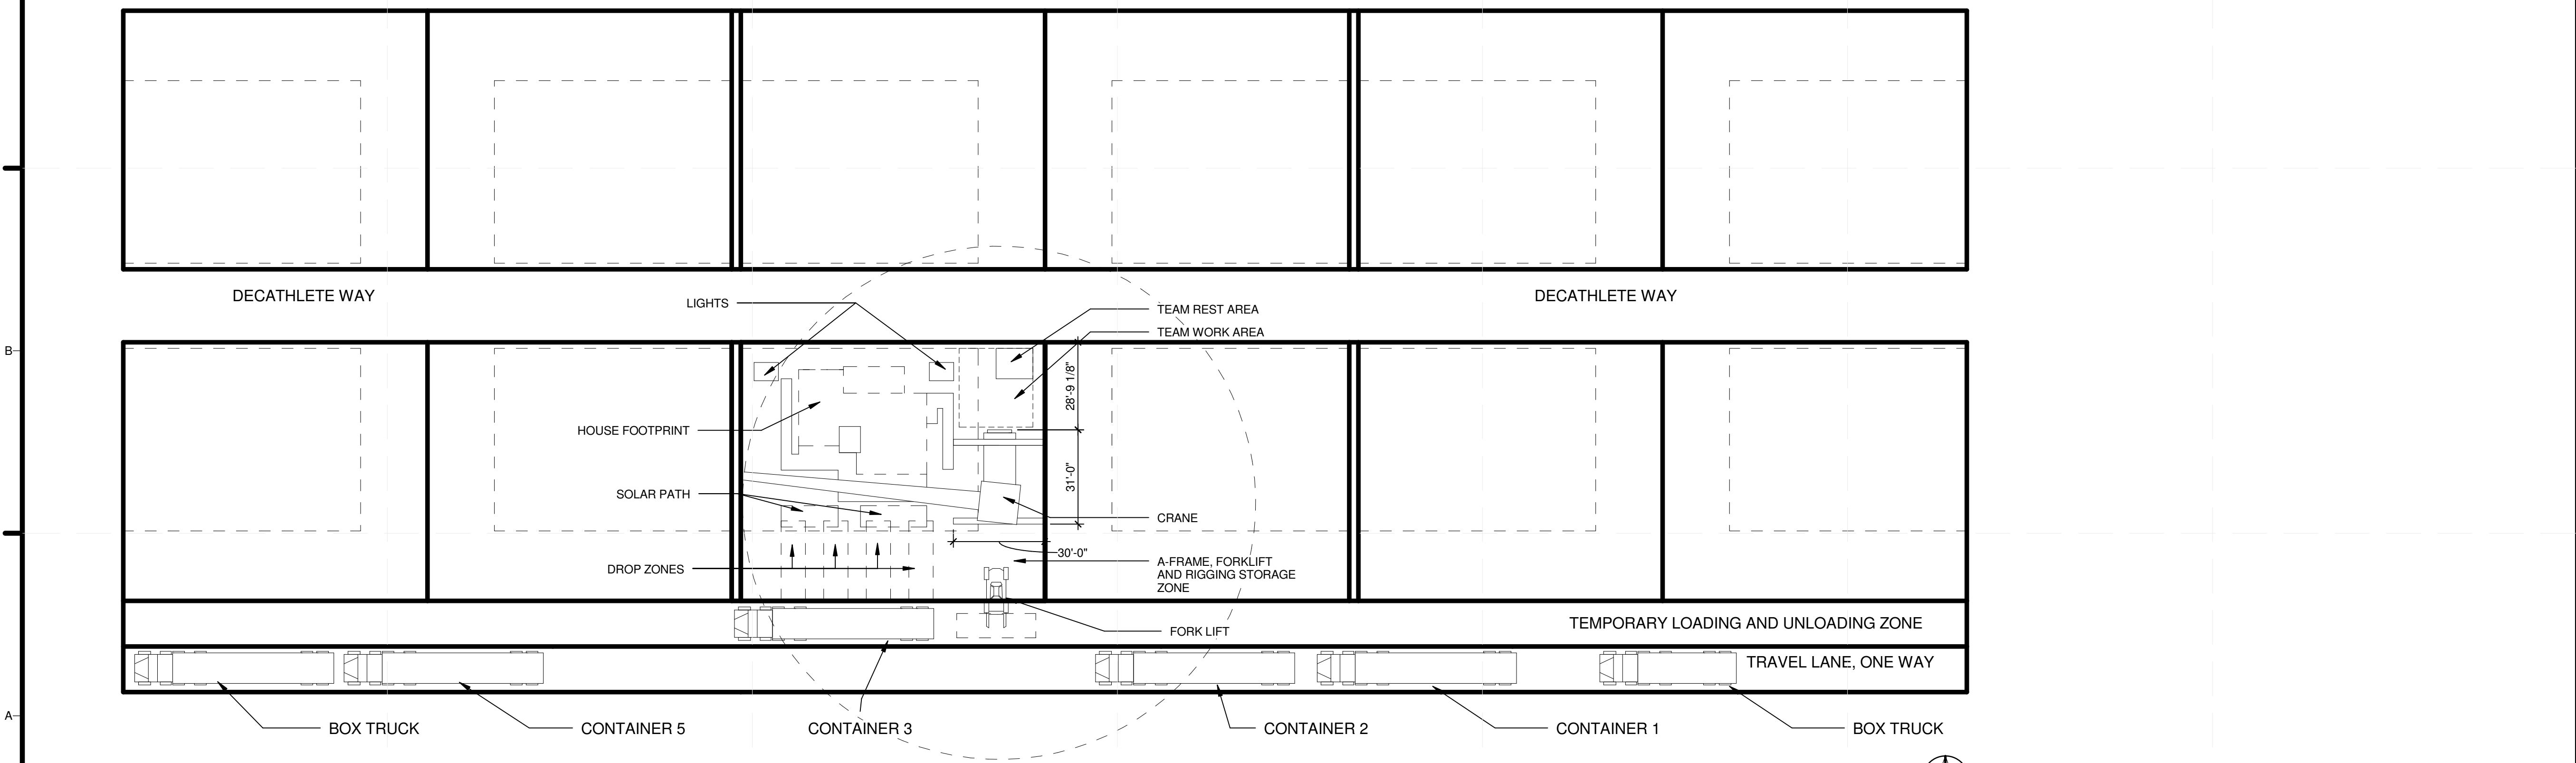 DECATHLETE WAY
DECATHLETE WAY
LIGHTS
TEAM REST AREA
TEAM WORK AREA
B
28'-9 1/8"
HOUSE FOOTPRINT
31'-0"
SOLAR PATH
CRANE
30'-0"
DROP ZONES
A-FRAME, FORKLIFT
AND RIGGING STORAGE
ZONE
TEMPORARY LOADING AND UNLOADING ZONE
FORK LIFT
TRAVEL LANE, ONE WAY
A
BOX TRUCK
CONTAINER 5
CONTAINER 3
CONTAINER 2
CONTAINER 1
BOX TRUCK